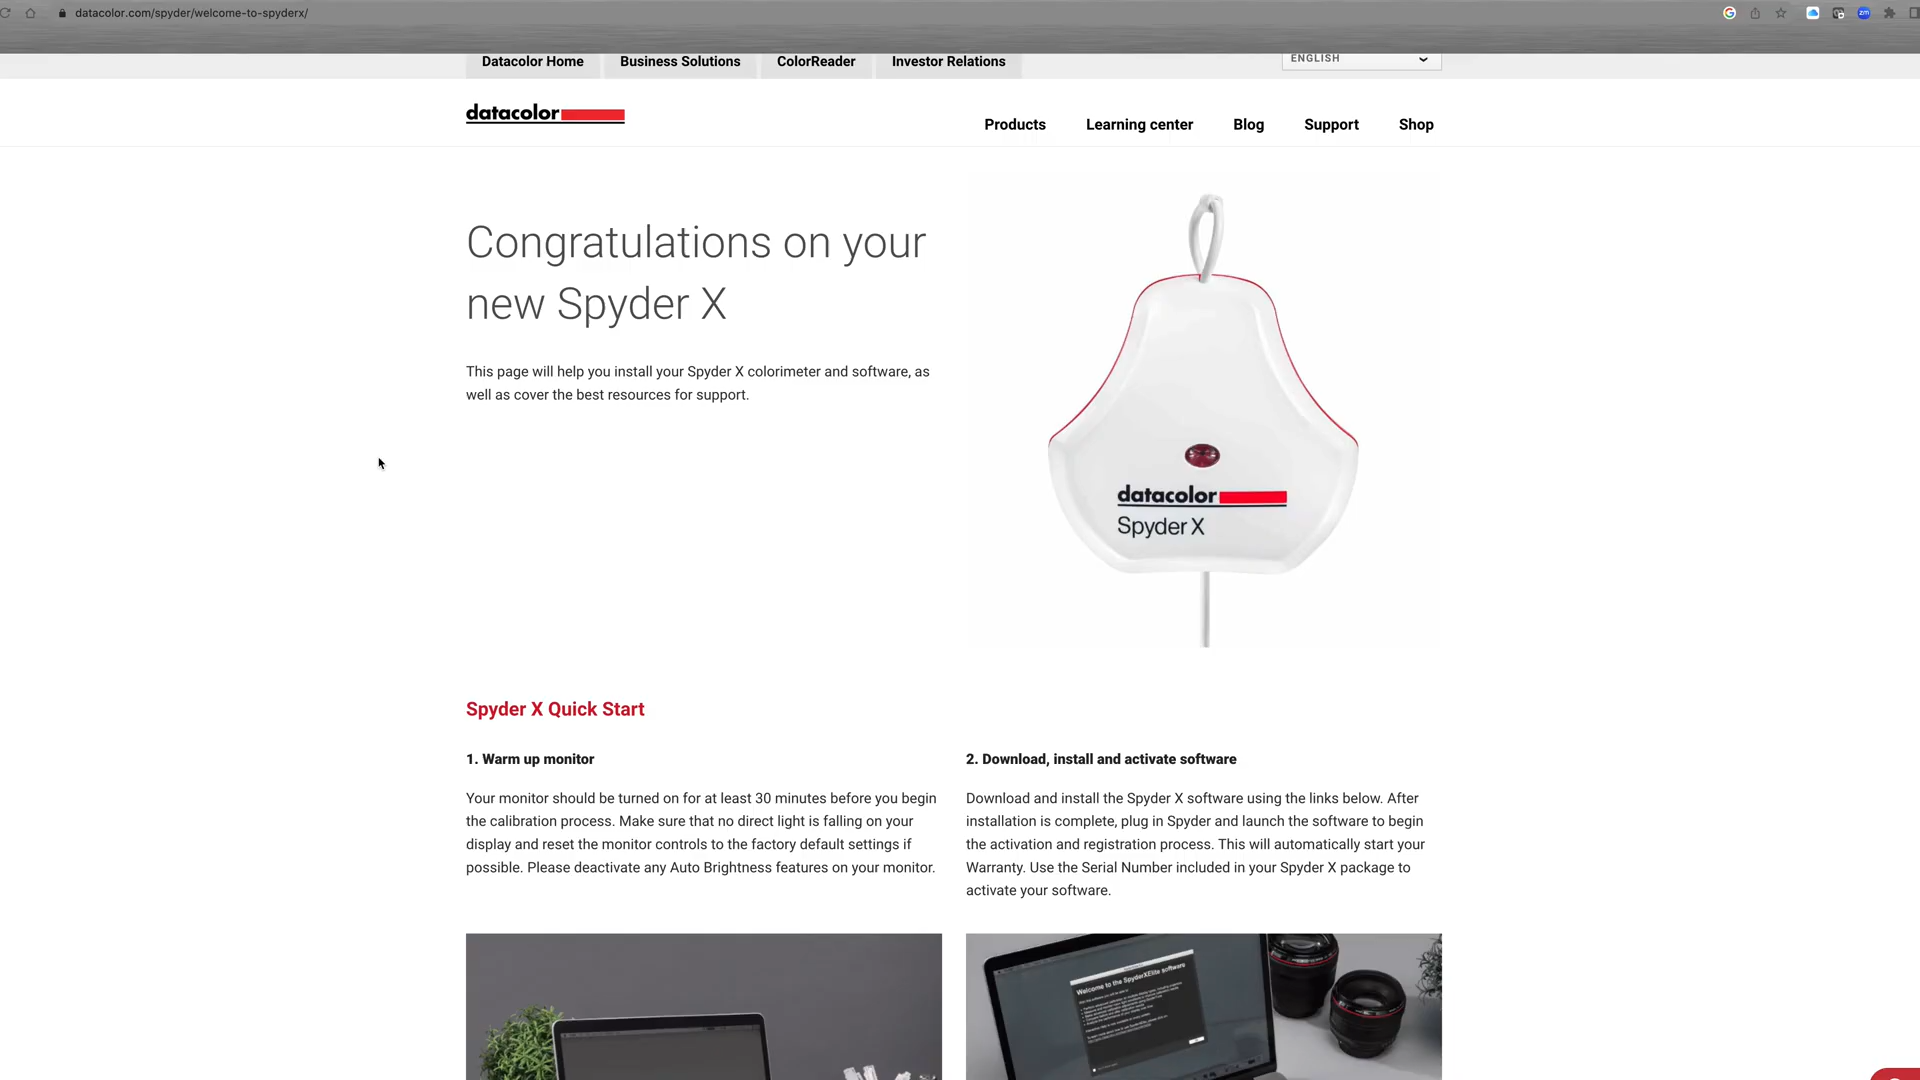 datacolor.com/spyder/welcome-to-spyderx/
Datacolor Home
Business Solutions
ColorReader
Investor Relations
ENGLISH
datacolor
Products
Learning center
Blog
Support
Shop
Congratulations on your
new Spyder X
This page will help you install your Spyder X colorimeter and software, as
well as cover the best resources for support.
datacolor
Spyder X
Spyder X Quick Start
1. Warm up monitor
Your monitor should be turned on for at least 30 minutes before you begin
the calibration process. Make sure that no direct light is falling on your
display and reset the monitor controls to the factory default settings if
possible. Please deactivate any Auto Brightness features on your monitor.
2. Download, install and activate software
Download and install the Spyder X software using the links below. After
installation is complete, plug in Spyder and launch the software to begin
the activation and registration process. This will automatically start your
Warranty. Use the Serial Number included in your Spyder X package to
activate your software.
Welcome to the SpyderXElite software